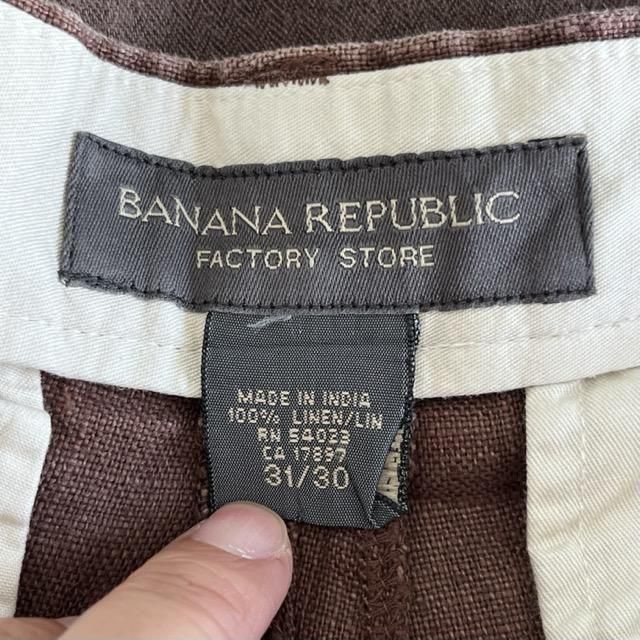 BANANA REPUBLIC
FACTORY STORE
MADE IN INDIA
100% LINEN/LIN
RN 54023
CA 17897
31/30